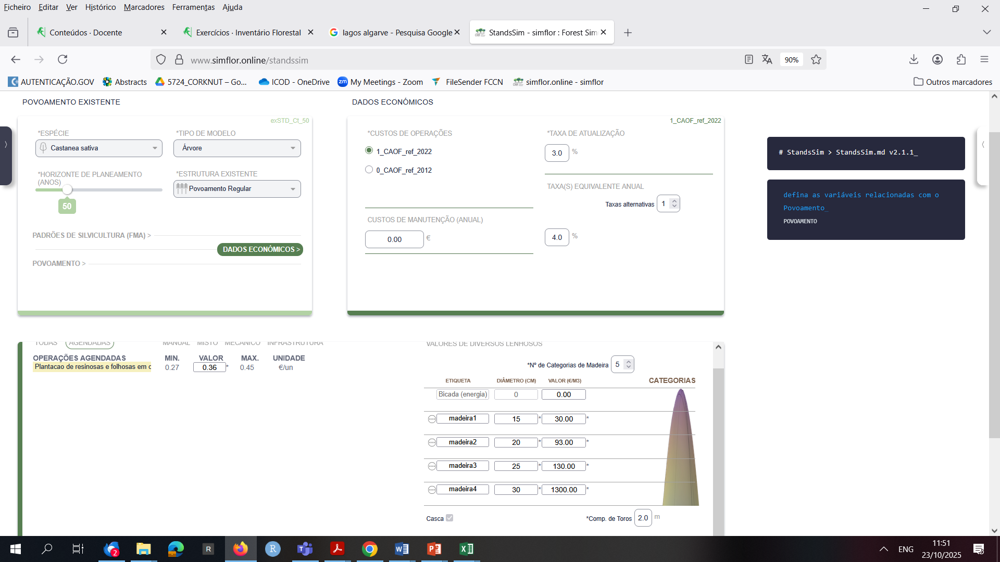 Ficheiro Editar Ver Histórico Marcadores Ferramentas Ajuda
Conteúdos · Docente
Exercícios · Inventário Florestal
lagos algarve - Pesquisa Google
StandsSim - simflor : Forest Sim
www.simflor.online/standssim
90%
AUTENTICAÇÃO.GOV
Abstracts
5724_CORKNUT – Go...
ICOD - OneDrive
zm My Meetings - Zoom
FileSender FCCN
simflor.online - simflor
Outros marcadores
POVOAMENTO EXISTENTE
exSTD_Ct_50
*ESPÉCIE
*TIPO DE MODELO
Castanea sativa
Árvore
*HORIZONTE DE PLANEAMENTO
(ANOS)
*ESTRUTURA EXISTENTE
Povoamento Regular
50
PADRÕES DE SILVICULTURA (FMA) >
DADOS ECONÓMICOS >
POVOAMENTO >
DADOS ECONÓMICOS
1_CAOF_ref_2022
*CUSTOS DE OPERAÇÕES
*TAXA DE ATUALIZAÇÃO
1_CAOF_ref_2022
3.0 %
0_CAOF_ref_2012
TAXA(S) EQUIVALENTE ANUAL
Taxas alternativas 1
CUSTOS DE MANUTENÇÃO (ANUAL)
0.00 €
4.0 %
# StandsSim > StandsSim.md v2.1.1_
defina as variáveis relacionadas com o
Povoamento_
POVOAMENTO
TODAS AGENDADAS MANUAL MISTO MECÂNICO INFRASTRUTURA
OPERAÇÕES AGENDADAS MIN. VALOR MAX. UNIDADE
Plantacao de resinosas e folhosas em c 0.27 0.36 * 0.45 €/un
VALORES DE DIVERSOS LENHOSOS
*Nº de Categorias de Madeira 5
ETIQUETA DIÂMETRO (CM) VALOR (€/M3) CATEGORIAS
Bicada (energia) 0 0.00
madeira1 15 * 30.00 *
madeira2 20 * 93.00 *
madeira3 25 * 130.00 *
madeira4 30 * 1300.00 *
Casca
*Comp. de Toros 2.0 m
2
R
R
ENG
11:51
23/10/2025